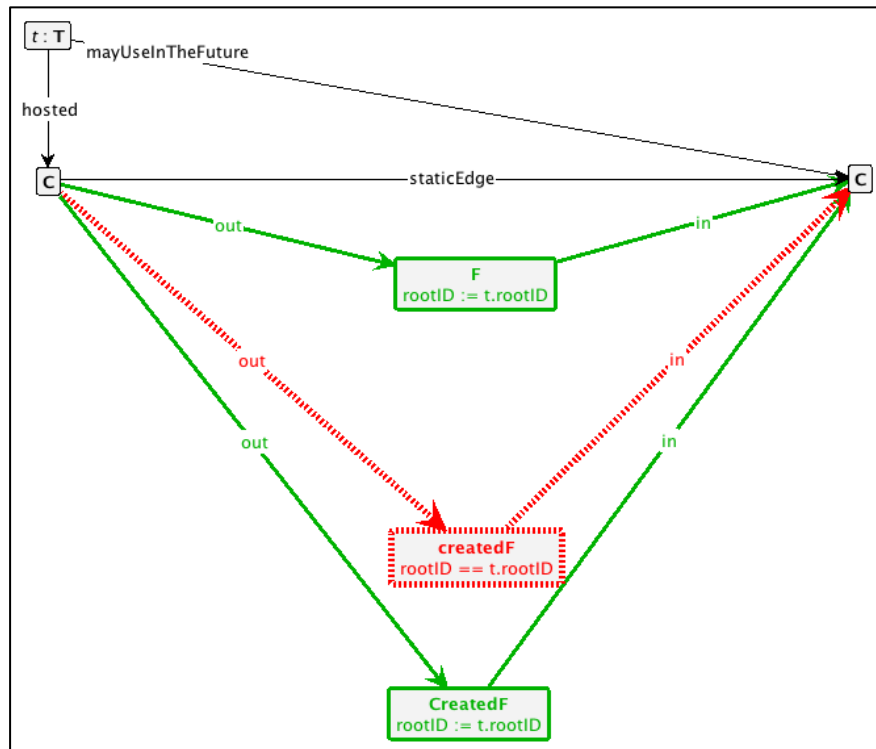 t : T
mayUseInTheFuture
hosted
C
staticEdge
C
out
in
F
rootID := t.rootID
out
in
out
in
createdF
rootID == t.rootID
CreatedF
rootID := t.rootID